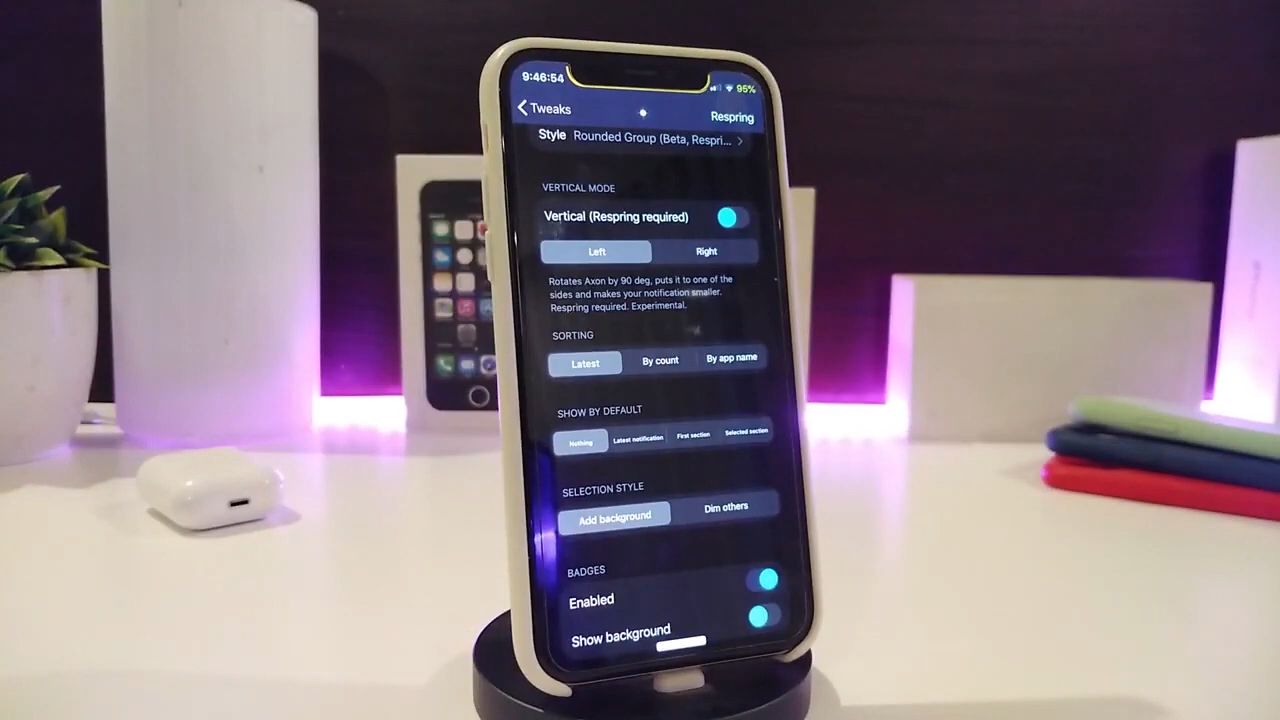 9:46:54
95%
Tweaks
Respring
Style Rounded Group (Beta, Respri...
VERTICAL MODE
Vertical (Respring required)
Left Right
Rotates Axon by 90 deg, puts it to one of the
sides and makes your notification smaller.
Respring required. Experimental.
SORTING
Latest By count By app name
SHOW BY DEFAULT
Nothing Latest notification First section Selected section
SELECTION STYLE
Add background Dim others
BADGES
Enabled
Show background